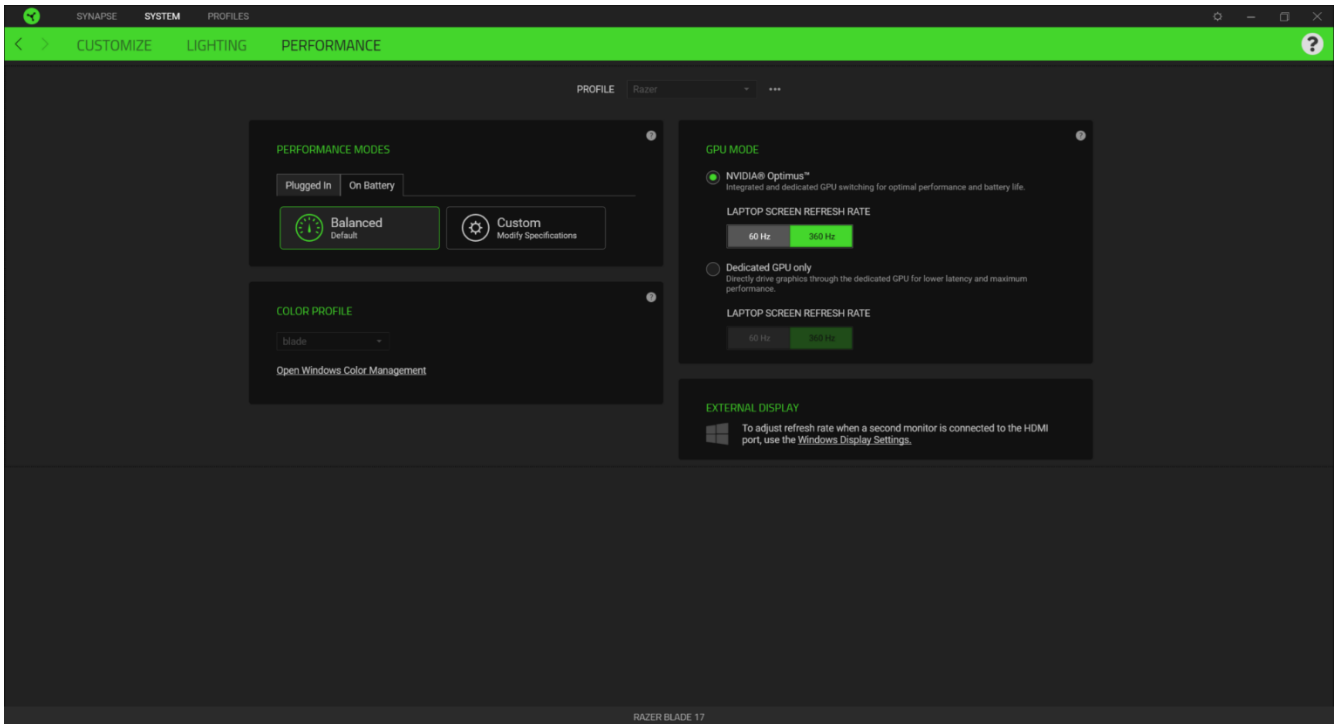 SYNAPSE SYSTEM PROFILES
CUSTOMIZE LIGHTING PERFORMANCE ?
PROFILE Razer
PERFORMANCE MODES ?
Plugged In On Battery
Balanced
Default
Custom
Modify Specifications
COLOR PROFILE ?
blade
Open Windows Color Management
GPU MODE ?
NVIDIA® Optimus™
Integrated and dedicated GPU switching for optimal performance and battery life.
LAPTOP SCREEN REFRESH RATE
60 Hz 360 Hz
Dedicated GPU only
Directly drive graphics through the dedicated GPU for lower latency and maximum
performance.
LAPTOP SCREEN REFRESH RATE
60 Hz 360 Hz
EXTERNAL DISPLAY
To adjust refresh rate when a second monitor is connected to the HDMI
port, use the Windows Display Settings.
RAZER BLADE 17